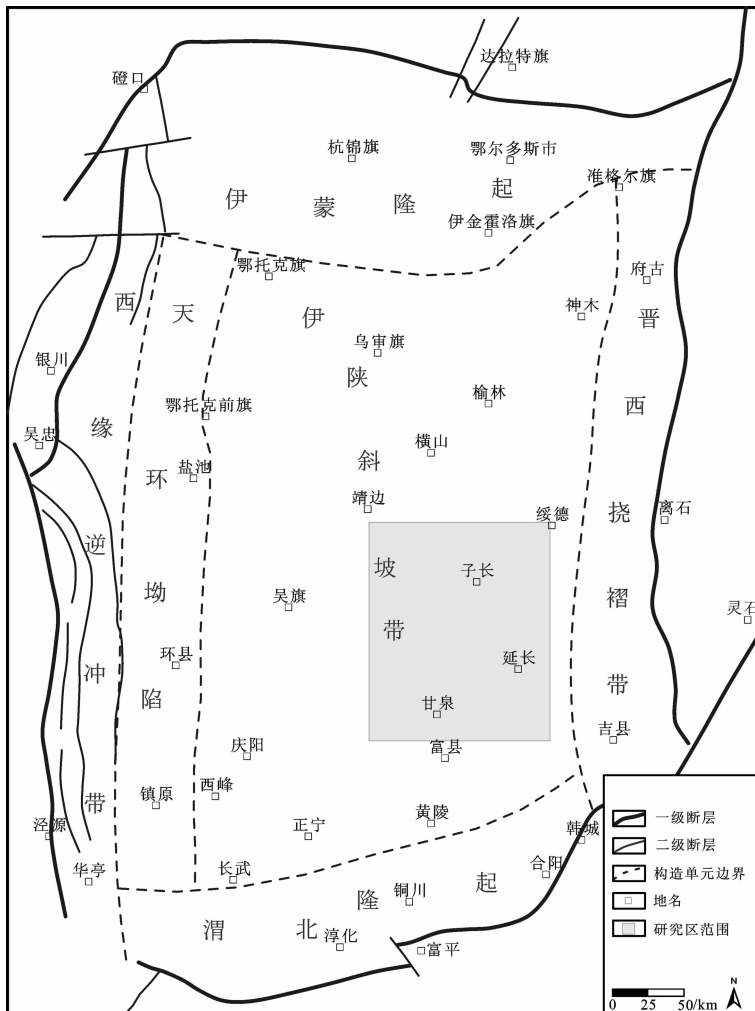 达拉特旗
磴口
杭锦旗
鄂尔多斯市
准格尔旗
伊蒙隆起
伊金霍洛旗
鄂托克旗
府古
西缘逆冲带
天环坳陷
伊陕斜坡带
神木
晋西挠褶带
乌审旗
银川
鄂托克前旗
榆林
吴忠
横山
盐池
靖边
绥德
离石
子长
吴旗
灵石
环县
延长
甘泉
吉县
庆阳
富县
镇原
西峰
泾源
正宁
黄陵
韩城
华亭
长武
合阳
铜川
渭北隆起
淳化
富平
一级断层
二级断层
构造单元边界
地名
研究区范围
N
0 25 50/km